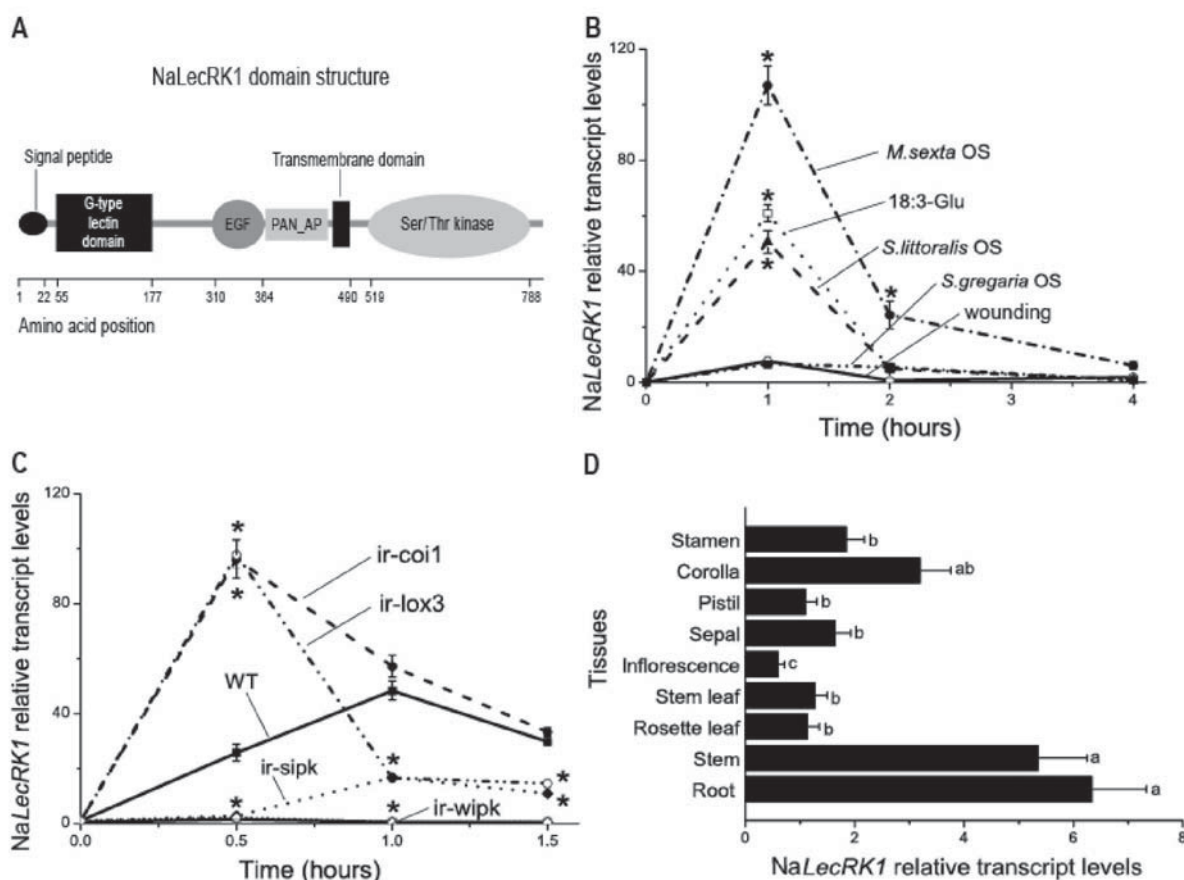 A
NaLecRK1 domain structure
Signal peptide
Transmembrane domain
G-type
lectin
domain
EGF
PAN_AP
Ser/Thr kinase
1 22 55 177 310 364 490 519 788
Amino acid position
B
NaLecRK1 relative transcript levels
120
80
40
0
*
*
*
*
M.sexta OS
18:3-Glu
S.littoralis OS
S.gregaria OS
wounding
0 1 2 3 4
Time (hours)
C
NaLecRK1 relative transcript levels
120
80
40
0
*
*
*
*
*
*
*
ir-coi1
ir-lox3
WT
ir-sipk
ir-wipk
0.0 0.5 1.0 1.5
Time (hours)
D
Tissues
Stamen b
Corolla ab
Pistil b
Sepal b
Inflorescence c
Stem leaf b
Rosette leaf b
Stem a
Root a
0 2 4 6 8
NaLecRK1 relative transcript levels